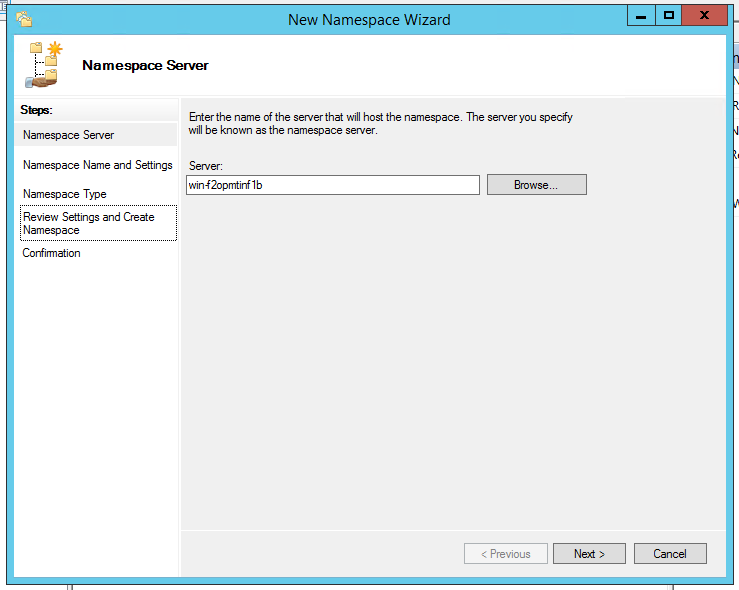 New Namespace Wizard
Namespace Server
Steps:
Namespace Server
Namespace Name and Settings
Namespace Type
Review Settings and Create
Namespace
Confirmation
Enter the name of the server that will host the namespace. The server you specify
will be known as the namespace server.
Server:
win-f2opmtinf1b
Browse...
< Previous
Next >
Cancel